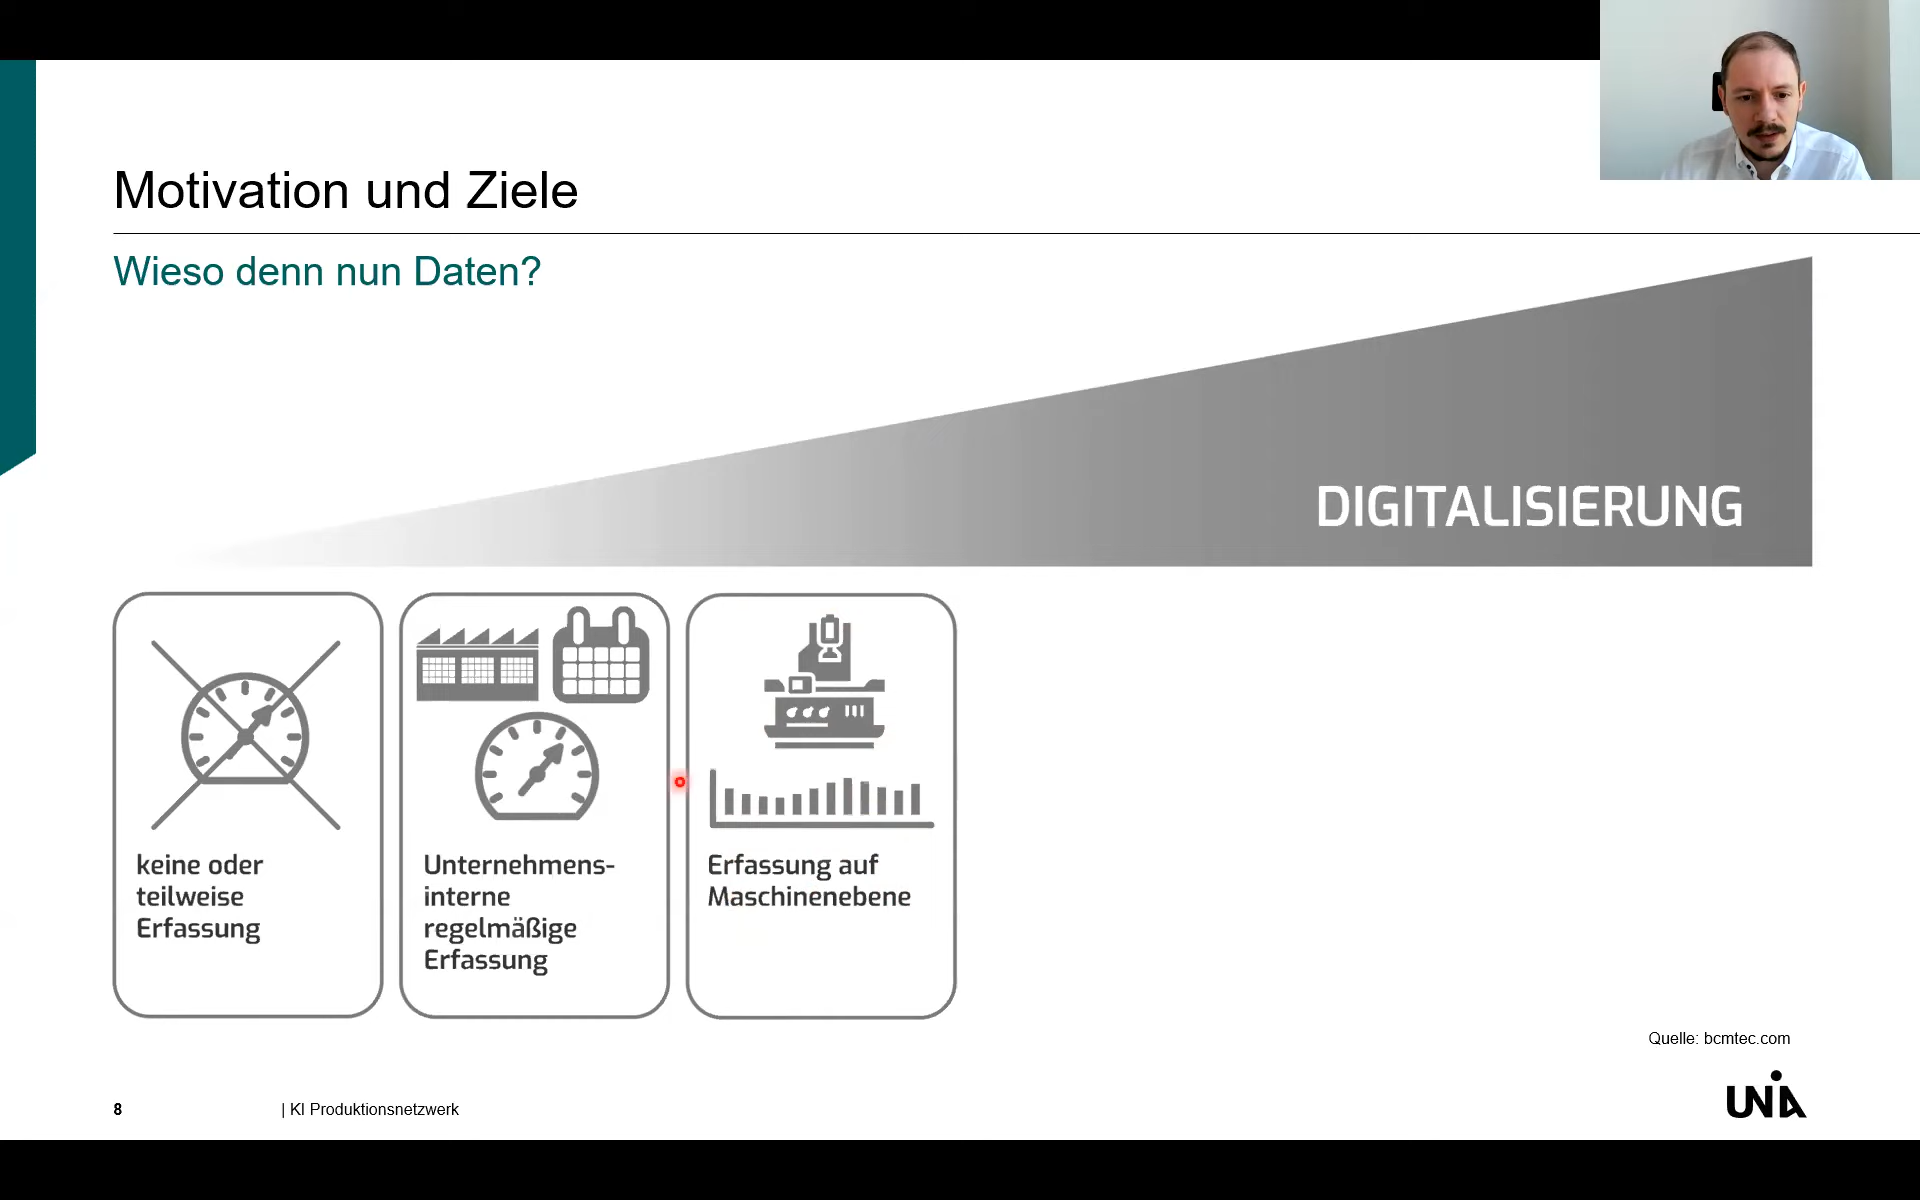 Motivation und Ziele
Wieso denn nun Daten?
DIGITALISIERUNG
keine oder
teilweise
Erfassung
Unternehmens-
interne
regelmäßige
Erfassung
Erfassung auf
Maschinenebene
Quelle: bcmtec.com
8
| KI Produktionsnetzwerk
UNIA